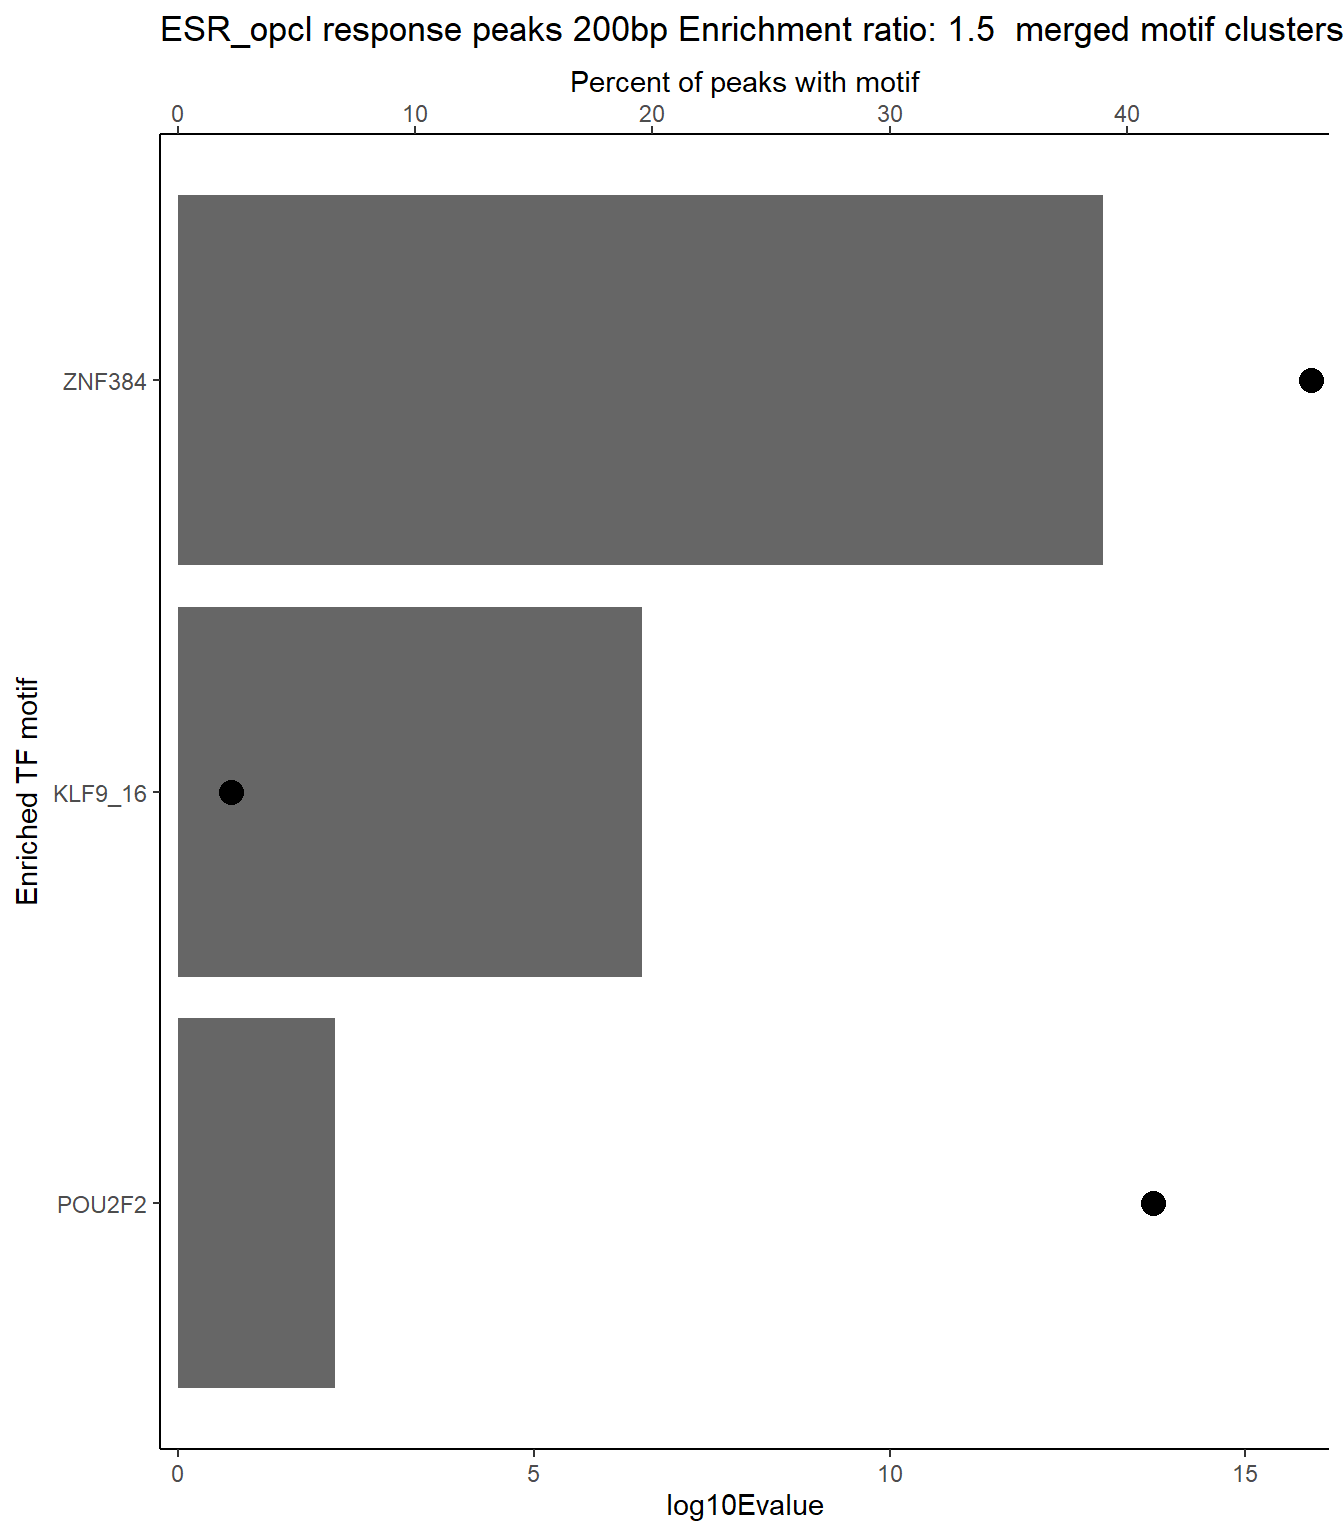 ESR_opcl response peaks 200bp Enrichment ratio: 1.5  merged motif clusters
Percent of peaks with motif
0 10 20 30 40
ZNF384
KLF9_16
POU2F2
Enriched TF motif
0 5 10 15
log10Evalue